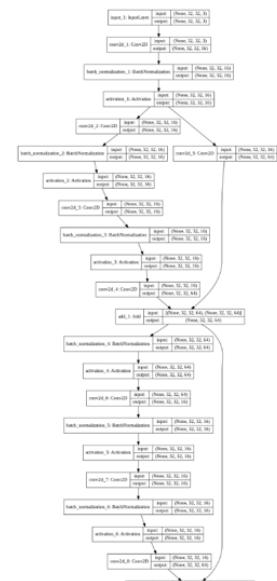 input_1: InputLayer
input: (None, 32, 32, 3)
output: (None, 32, 32, 3)
conv2d_1: Conv2D
input: (None, 32, 32, 3)
output: (None, 32, 32, 16)
batch_normalization_1: BatchNormalization
input: (None, 32, 32, 16)
output: (None, 32, 32, 16)
activation_1: Activation
input: (None, 32, 32, 16)
output: (None, 32, 32, 16)
conv2d_2: Conv2D
input: (None, 32, 32, 16)
output: (None, 32, 32, 16)
batch_normalization_2: BatchNormalization
input: (None, 32, 32, 16)
output: (None, 32, 32, 16)
conv2d_5: Conv2D
input: (None, 32, 32, 16)
output: (None, 32, 32, 64)
activation_2: Activation
input: (None, 32, 32, 16)
output: (None, 32, 32, 16)
conv2d_3: Conv2D
input: (None, 32, 32, 16)
output: (None, 32, 32, 16)
batch_normalization_3: BatchNormalization
input: (None, 32, 32, 16)
output: (None, 32, 32, 16)
activation_3: Activation
input: (None, 32, 32, 16)
output: (None, 32, 32, 16)
conv2d_4: Conv2D
input: (None, 32, 32, 16)
output: (None, 32, 32, 64)
add_1: Add
input: [(None, 32, 32, 64), (None, 32, 32, 64)]
output: (None, 32, 32, 64)
batch_normalization_4: BatchNormalization
input: (None, 32, 32, 64)
output: (None, 32, 32, 64)
activation_4: Activation
input: (None, 32, 32, 64)
output: (None, 32, 32, 64)
conv2d_6: Conv2D
input: (None, 32, 32, 64)
output: (None, 32, 32, 16)
batch_normalization_5: BatchNormalization
input: (None, 32, 32, 16)
output: (None, 32, 32, 16)
activation_5: Activation
input: (None, 32, 32, 16)
output: (None, 32, 32, 16)
conv2d_7: Conv2D
input: (None, 32, 32, 16)
output: (None, 32, 32, 16)
batch_normalization_6: BatchNormalization
input: (None, 32, 32, 16)
output: (None, 32, 32, 16)
activation_6: Activation
input: (None, 32, 32, 16)
output: (None, 32, 32, 16)
conv2d_8: Conv2D
input: (None, 32, 32, 16)
output: (None, 32, 32, 64)